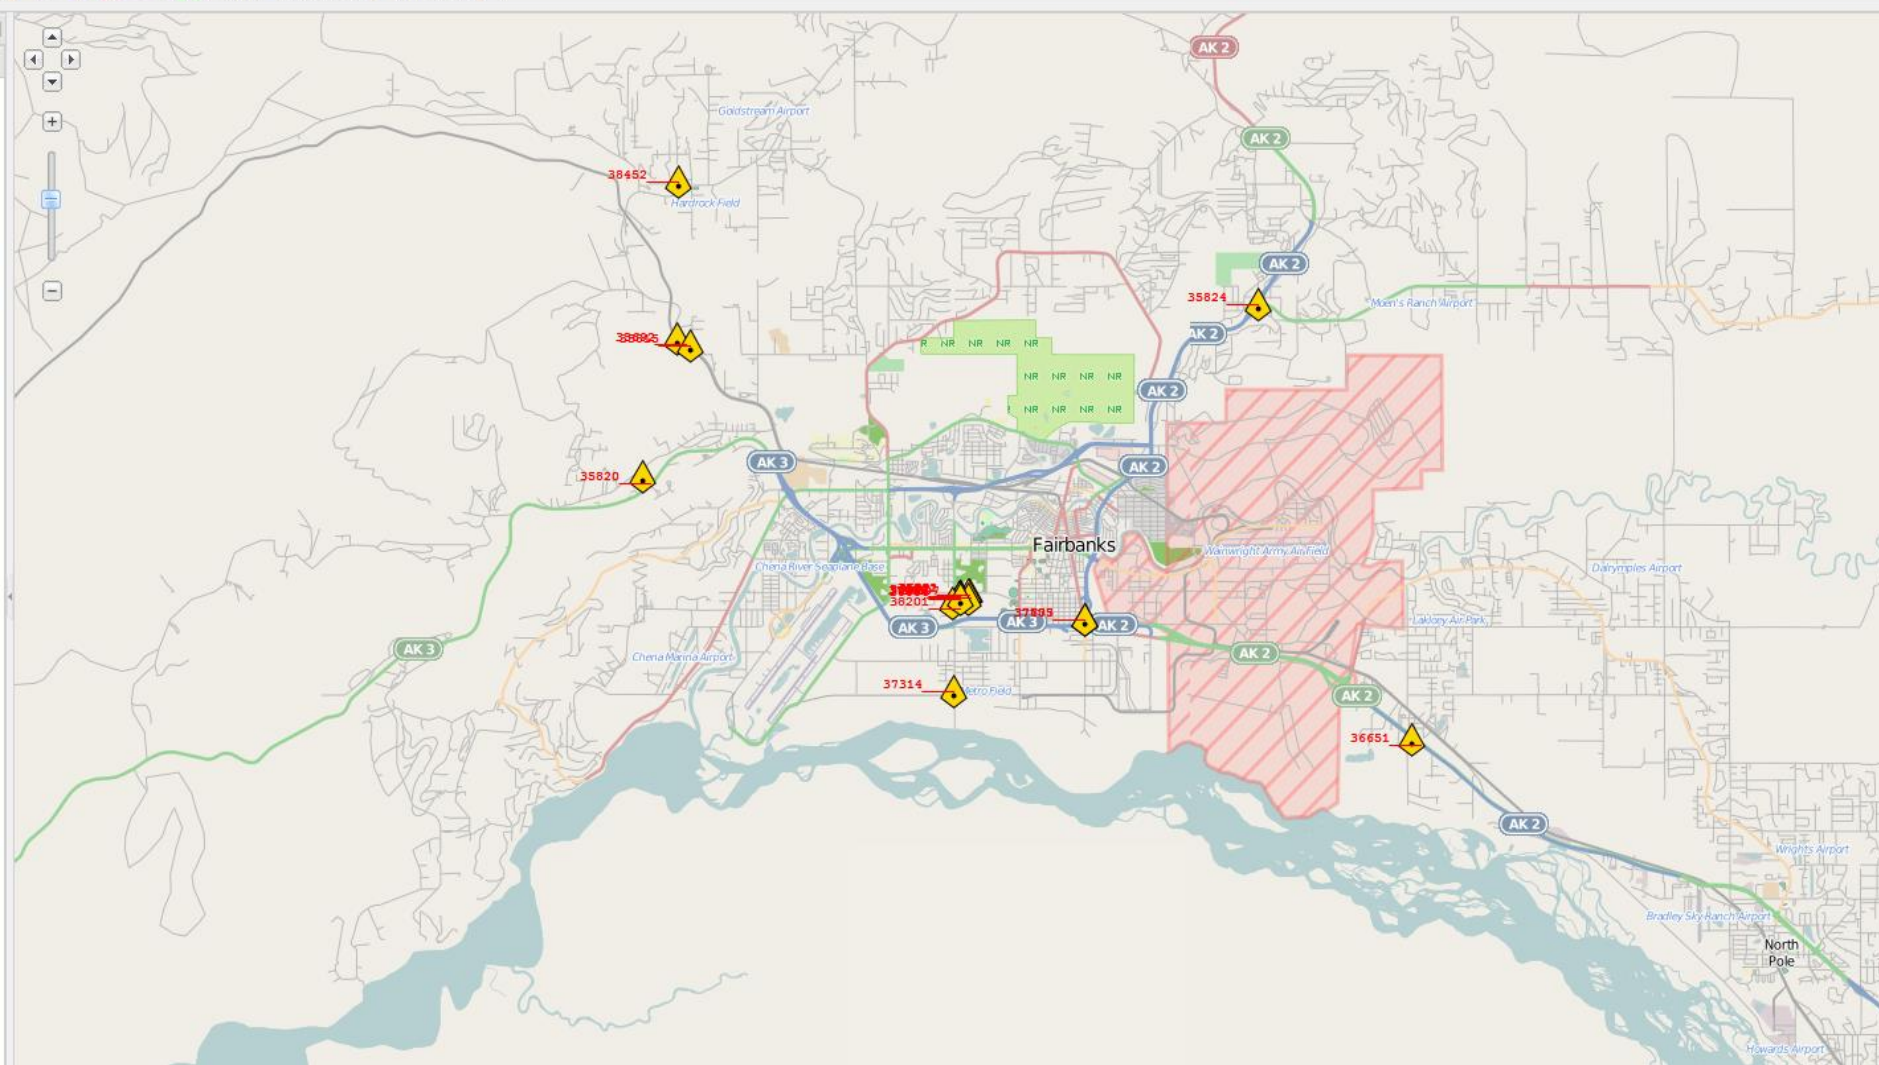 AK 2
Goldstream Airport
AK 2
38452
Hardrock Field
AK 2
35824
Moen's Ranch Airport
AK 2
NR NR NR NR
NR NR NR NR
AK 2
NR NR NR NR
AK 3
AK 2
35820
Fairbanks
Wainwright Army Air Field
Chena River Seaplane Base
Dalrymples Airport
38201
AK 3
AK 3
AK 2
Lakloey Air Park
AK 3
AK 2
Chena Marina Airport
37314
Metro Field
AK 2
36651
AK 2
Wrights Airport
Bradley Sky Ranch Airport
North
Pole
Howards Airport